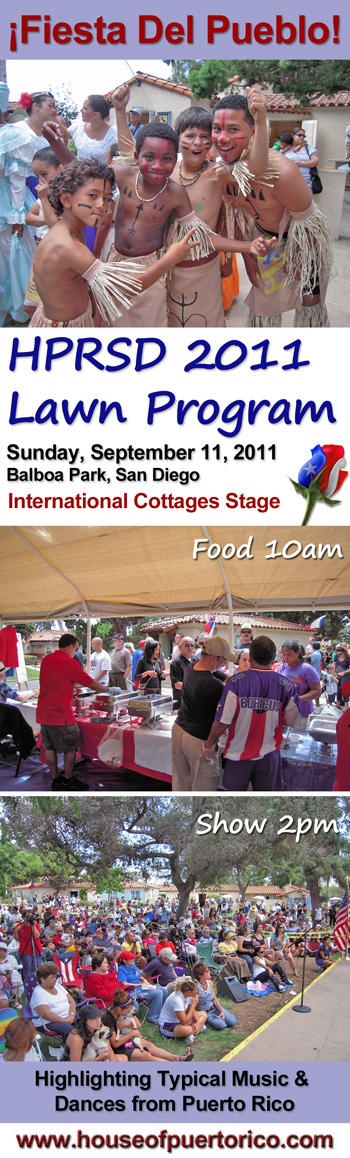 ¡Fiesta Del Pueblo!
HPRSD 2011
Lawn Program
Sunday, September 11, 2011
Balboa Park, San Diego
International Cottages Stage
Food 10am
BORICUA
Show 2pm
Highlighting Typical Music &
Dances from Puerto Rico
www.houseofpuertorico.com